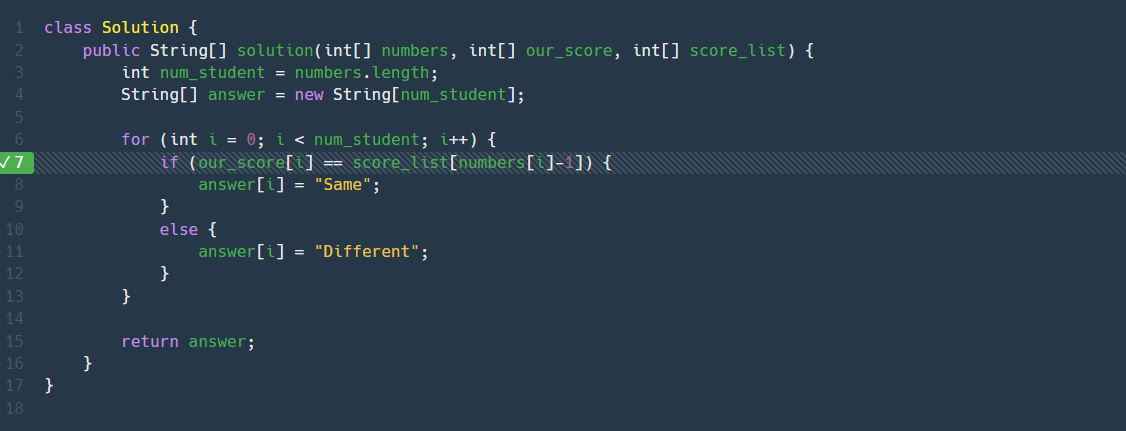 1 class Solution {
2 public String[] solution(int[] numbers, int[] our_score, int[] score_list) {
3 int num_student = numbers.length;
4 String[] answer = new String[num_student];
5
6 for (int i = 0; i < num_student; i++) {
✓7 if (our_score[i] == score_list[numbers[i]-1]) {
8 answer[i] = "Same";
9 }
10 else {
11 answer[i] = "Different";
12 }
13 }
14
15 return answer;
16 }
17 }
18